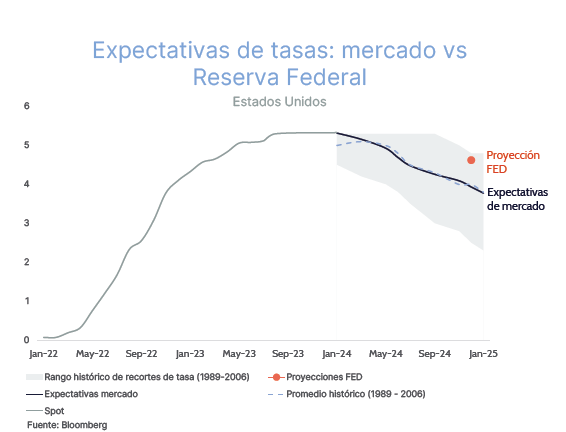 Expectativas de tasas: mercado vs
Reserva Federal
Estados Unidos
6
5
4
3
2
1
0
Proyección
FED
Expectativas
de mercado
Jan-22 May-22 Sep-22 Jan-23 May-23 Sep-23 Jan-24 May-24 Sep-24 Jan-25
Rango histórico de recortes de tasa (1989-2006) Proyecciones FED
Expectativas mercado Promedio histórico (1989 - 2006)
Spot
Fuente: Bloomberg